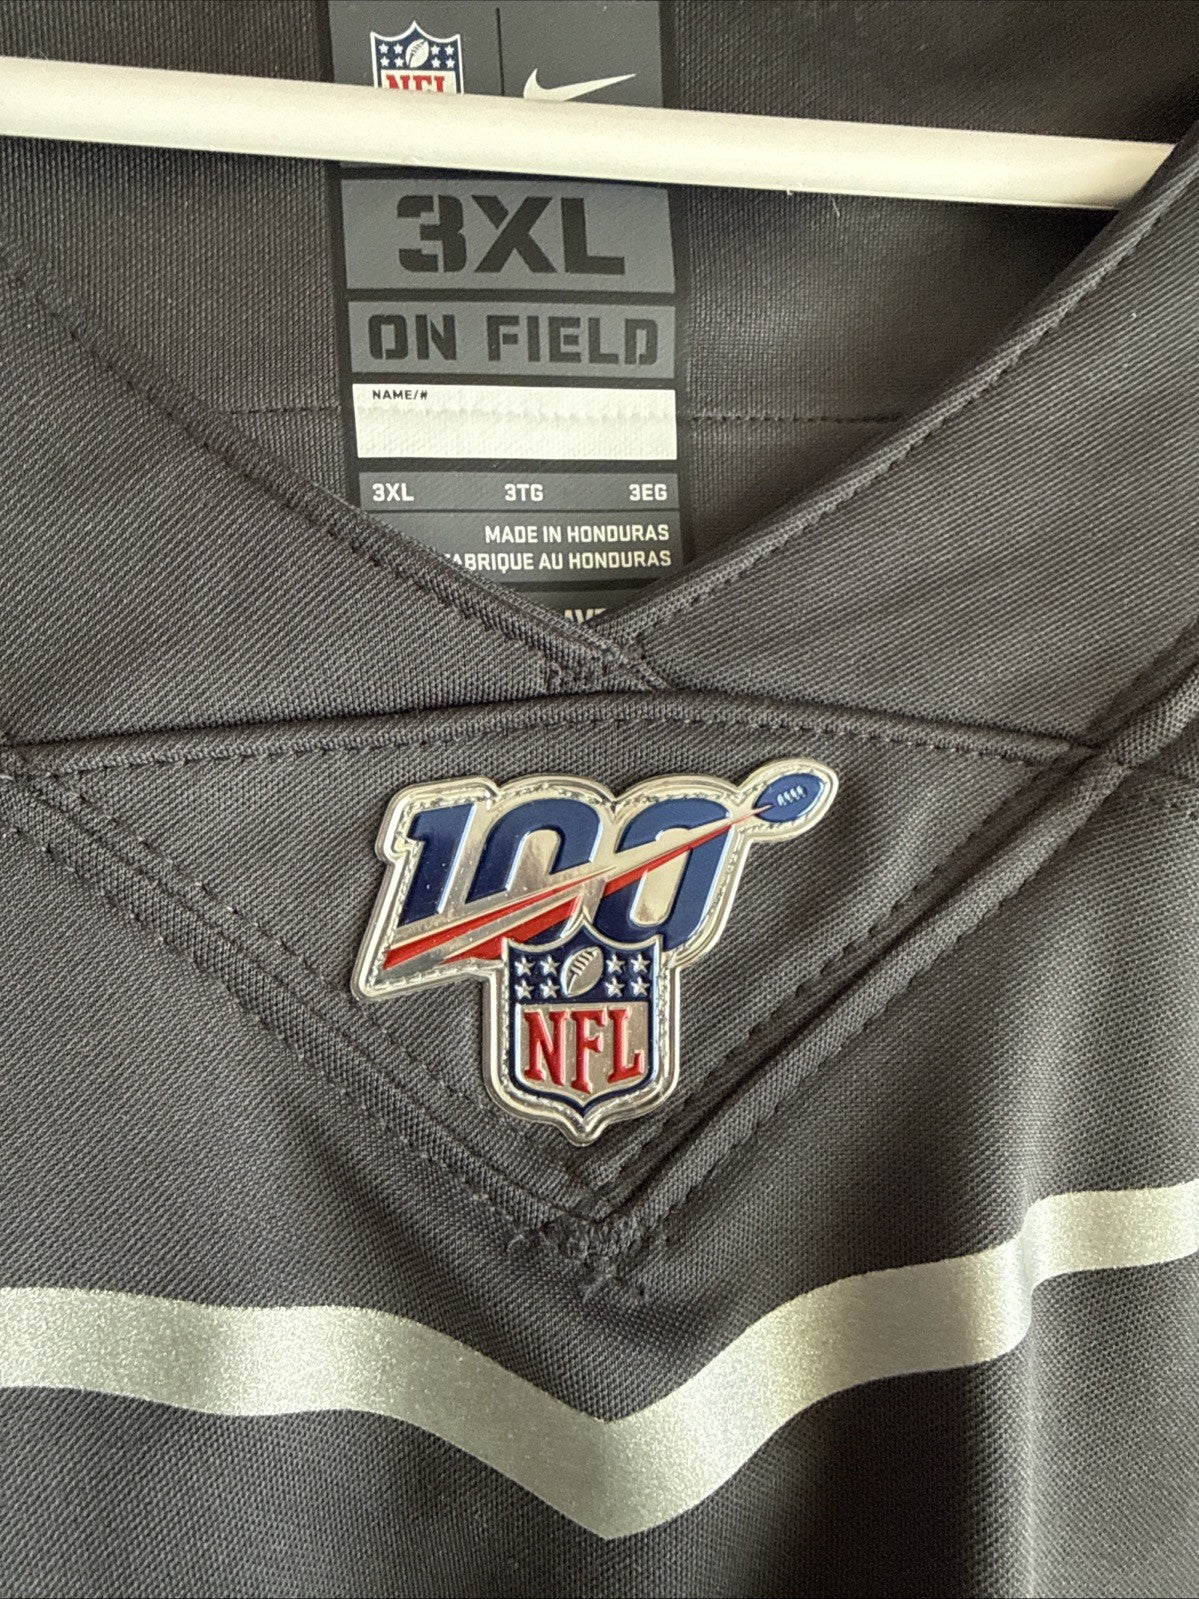 NFL
3XL
ON FIELD
NAME/#
3XL 3TG 3EG
MADE IN HONDURAS
FABRIQUE AU HONDURAS
100
NFL